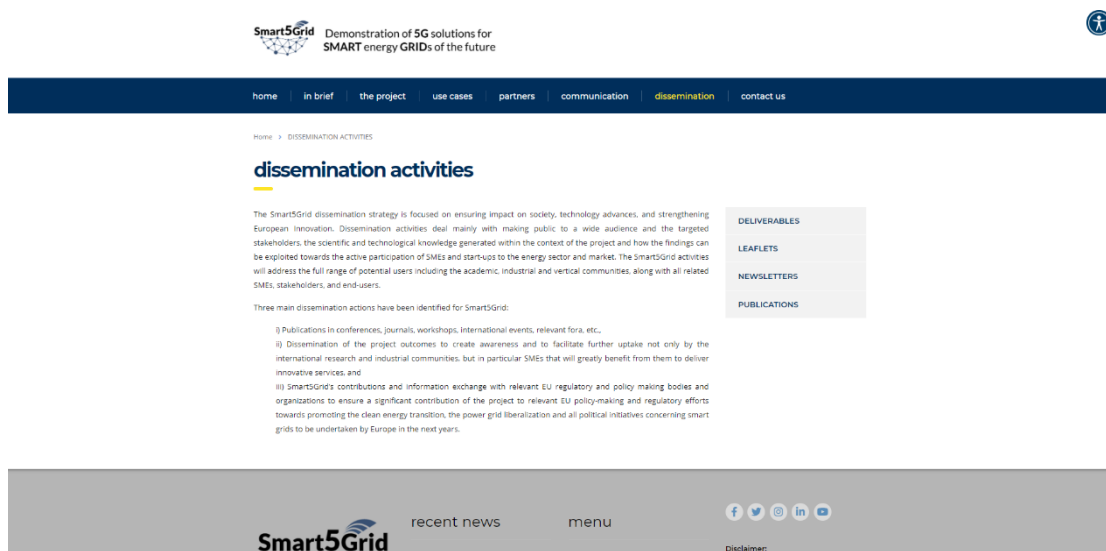 Smart5Grid
Demonstration of 5G solutions for
SMART energy GRIDs of the future
home
in brief
the project
use cases
partners
communication
dissemination
contact us
Home > DISSEMINATION ACTIVITIES
dissemination activities
The Smart5Grid dissemination strategy is focused on ensuring impact on society, technology advances, and strengthening
European Innovation. Dissemination activities deal mainly with making public to a wide audience and the targeted
stakeholders, the scientific and technological knowledge generated within the context of the project and how the findings can
be exploited towards the active participation of SMEs and start-ups to the energy sector and market. The Smart5Grid activities
will address the full range of potential users including the academic, industrial and vertical communities, along with all related
SMEs, stakeholders, and end-users.
Three main dissemination actions have been identified for Smart5Grid:
i) Publications in conferences, journals, workshops, international events, relevant fora, etc.,
ii) Dissemination of the project outcomes to create awareness and to facilitate further uptake not only by the
international research and industrial communities, but in particular SMEs that will greatly benefit from them to deliver
innovative services, and
iii) Smart5Grid's contributions and information exchange with relevant EU regulatory and policy making bodies and
organizations to ensure a significant contribution of the project to relevant EU policy-making and regulatory efforts
towards promoting the clean energy transition, the power grid liberalization and all political initiatives concerning smart
grids to be undertaken by Europe in the next years.
DELIVERABLES
LEAFLETS
NEWSLETTERS
PUBLICATIONS
Smart5Grid
recent news
menu
Disclaimer: